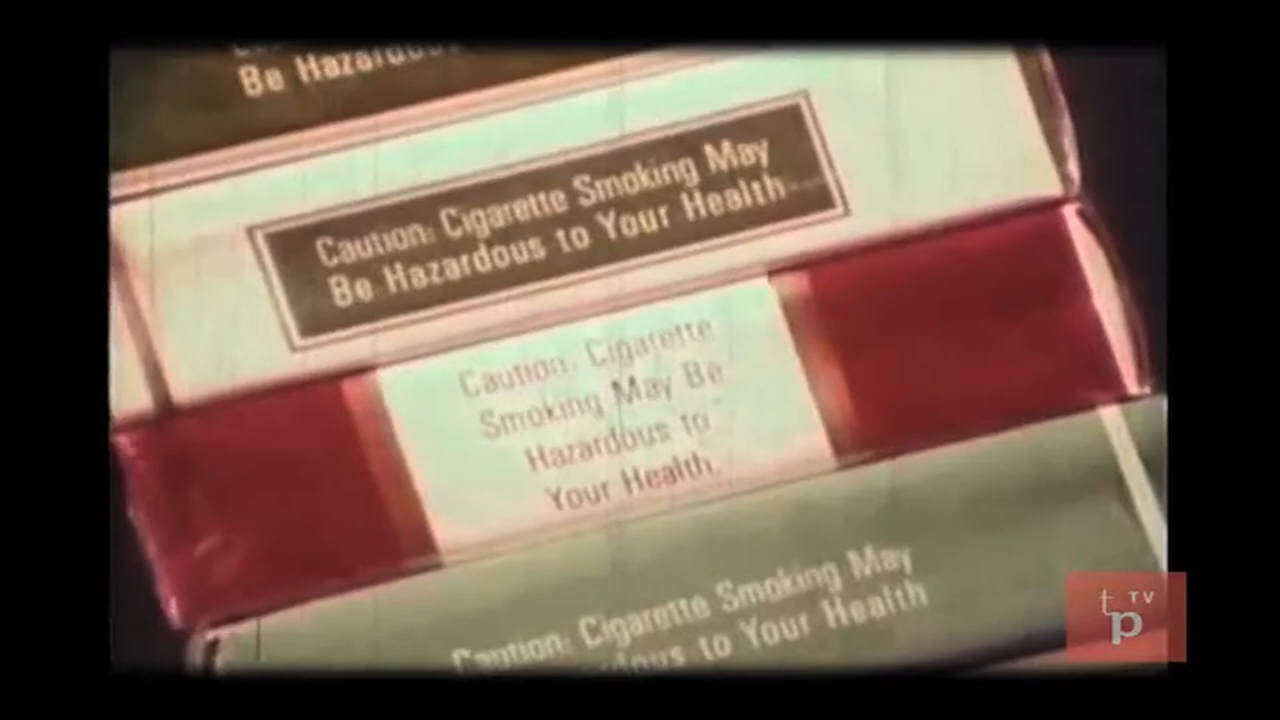 Be Hazardous
Caution: Cigarette Smoking May
Be Hazardous to Your Health
Caution: Cigarette
Smoking May Be
Hazardous to
Your Health.
Caution: Cigarette Smoking May
to Your Health
tp TV